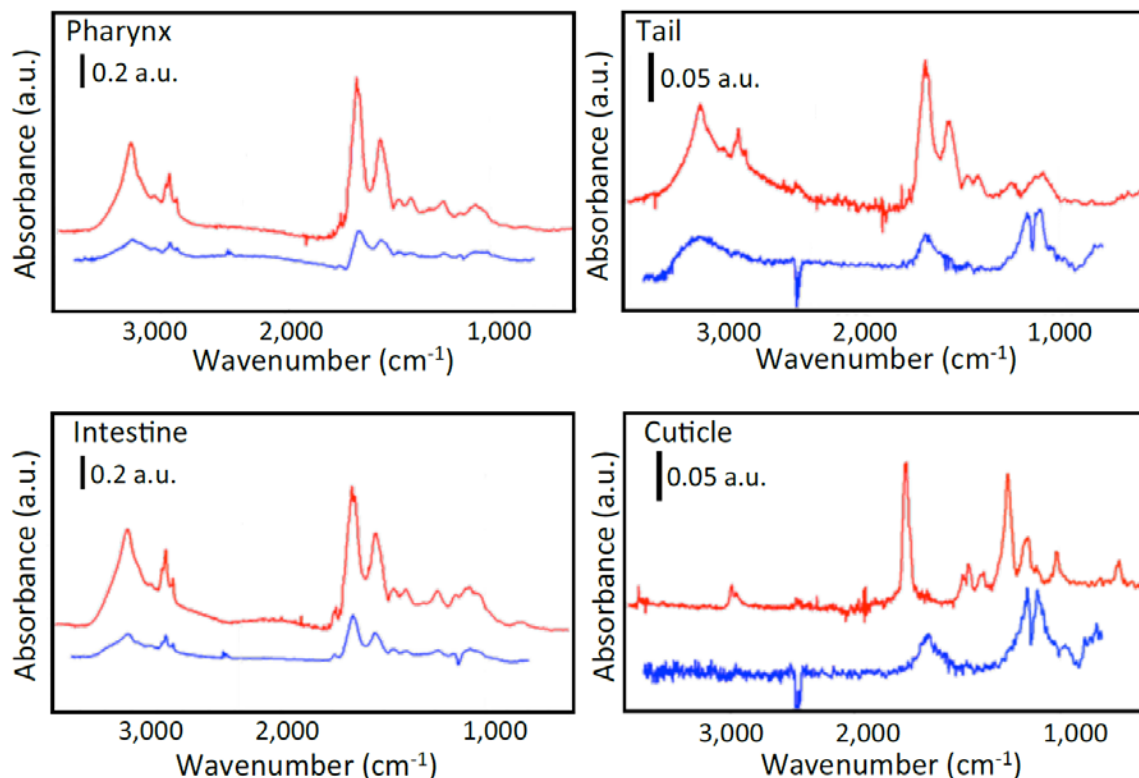 Pharynx
0.2 a.u.
Absorbance (a.u.)
3,000 2,000 1,000
Wavenumber (cm⁻¹)
Tail
0.05 a.u.
Absorbance (a.u.)
3,000 2,000 1,000
Wavenumber (cm⁻¹)
Intestine
0.2 a.u.
Absorbance (a.u.)
3,000 2,000 1,000
Wavenumber (cm⁻¹)
Cuticle
0.05 a.u.
Absorbance (a.u.)
3,000 2,000 1,000
Wavenumber (cm⁻¹)